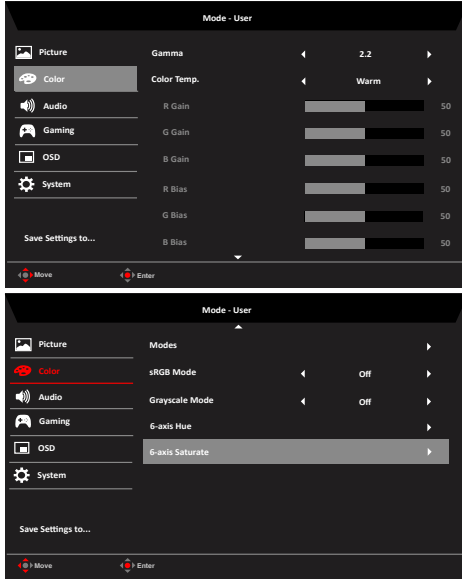 Mode - User
Picture
Gamma 2.2
Color
Color Temp. Warm
Audio
R Gain 50
Gaming
G Gain 50
OSD
B Gain 50
System
R Bias 50
G Bias 50
Save Settings to...
B Bias 50
Move Enter
Mode - User
Picture
Modes
Color
sRGB Mode Off
Audio
Grayscale Mode Off
Gaming
6-axis Hue
OSD
6-axis Saturate
System
Save Settings to...
Move Enter